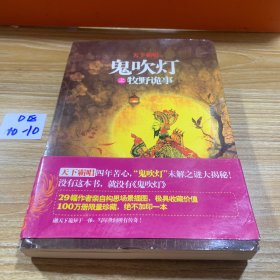 天下霸唱
鬼吹灯
之牧野诡事
D区
10-10
天下霸唱四年苦心，“鬼吹灯”未解之谜大揭秘！
没有这本书，就没有《鬼吹灯》
29幅作者亲自构思场景插图，极具收藏价值
100万册限量珍藏，绝不加印一本